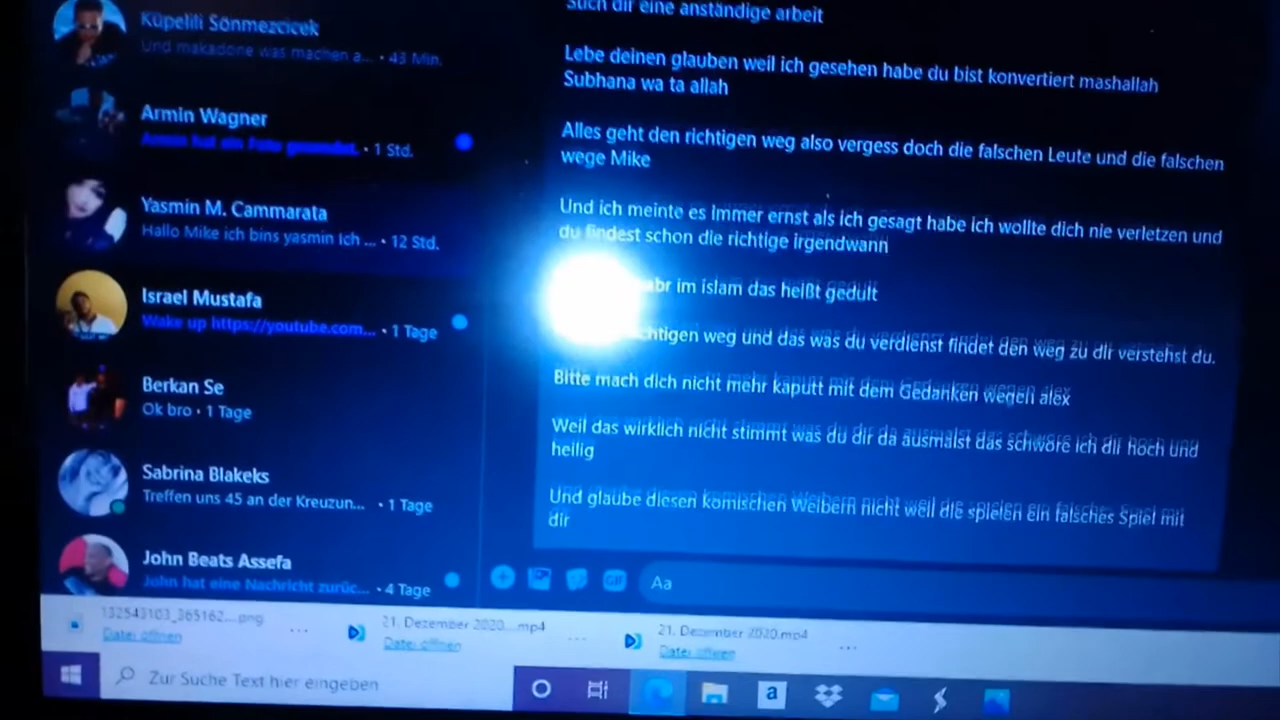 Küpelili Sönmezcicek
Und makadone was machen a... • 43 Min.
Armin Wagner
Armin hat ein Foto gesendet. • 1 Std.
Yasmin M. Cammarata
Hallo Mike ich bins yasmin Ich ... • 12 Std.
Israel Mustafa
Wake up https://youtube.com... • 1 Tage
Berkan Se
Ok bro • 1 Tage
Sabrina Blakeks
Treffen uns 45 an der Kreuzun... • 1 Tage
John Beats Assefa
John hat eine Nachricht zurüc... • 4 Tage
Such dir eine anständige arbeit
Lebe deinen glauben weil ich gesehen habe du bist konvertiert mashallah
Subhana wa ta allah
Alles geht den richtigen weg also vergess doch die falschen Leute und die falschen
wege Mike
Und ich meinte es Immer ernst als ich gesagt habe ich wollte dich nie verletzen und
du findest schon die richtige irgendwann
im islam das heißt gedult
weg und das was du verdienst findet den weg zu dir verstehst du.
Bitte mach dich nicht mehr kaputt mit dem Gedanken wegen alex
Weil das wirklich nicht stimmt was du dir da ausmalst das schwöre ich dir hoch und
heilig
Und glaube diesen komischen Weibern nicht weil die spielen ein falsches Spiel mit
dir
GIF
Aa
132543103_365162...png
Datei öffnen
21. Dezember 2020...mp4
Datei öffnen
21. Dezember 2020.mp4
Datei öffnen
Zur Suche Text hier eingeben
a